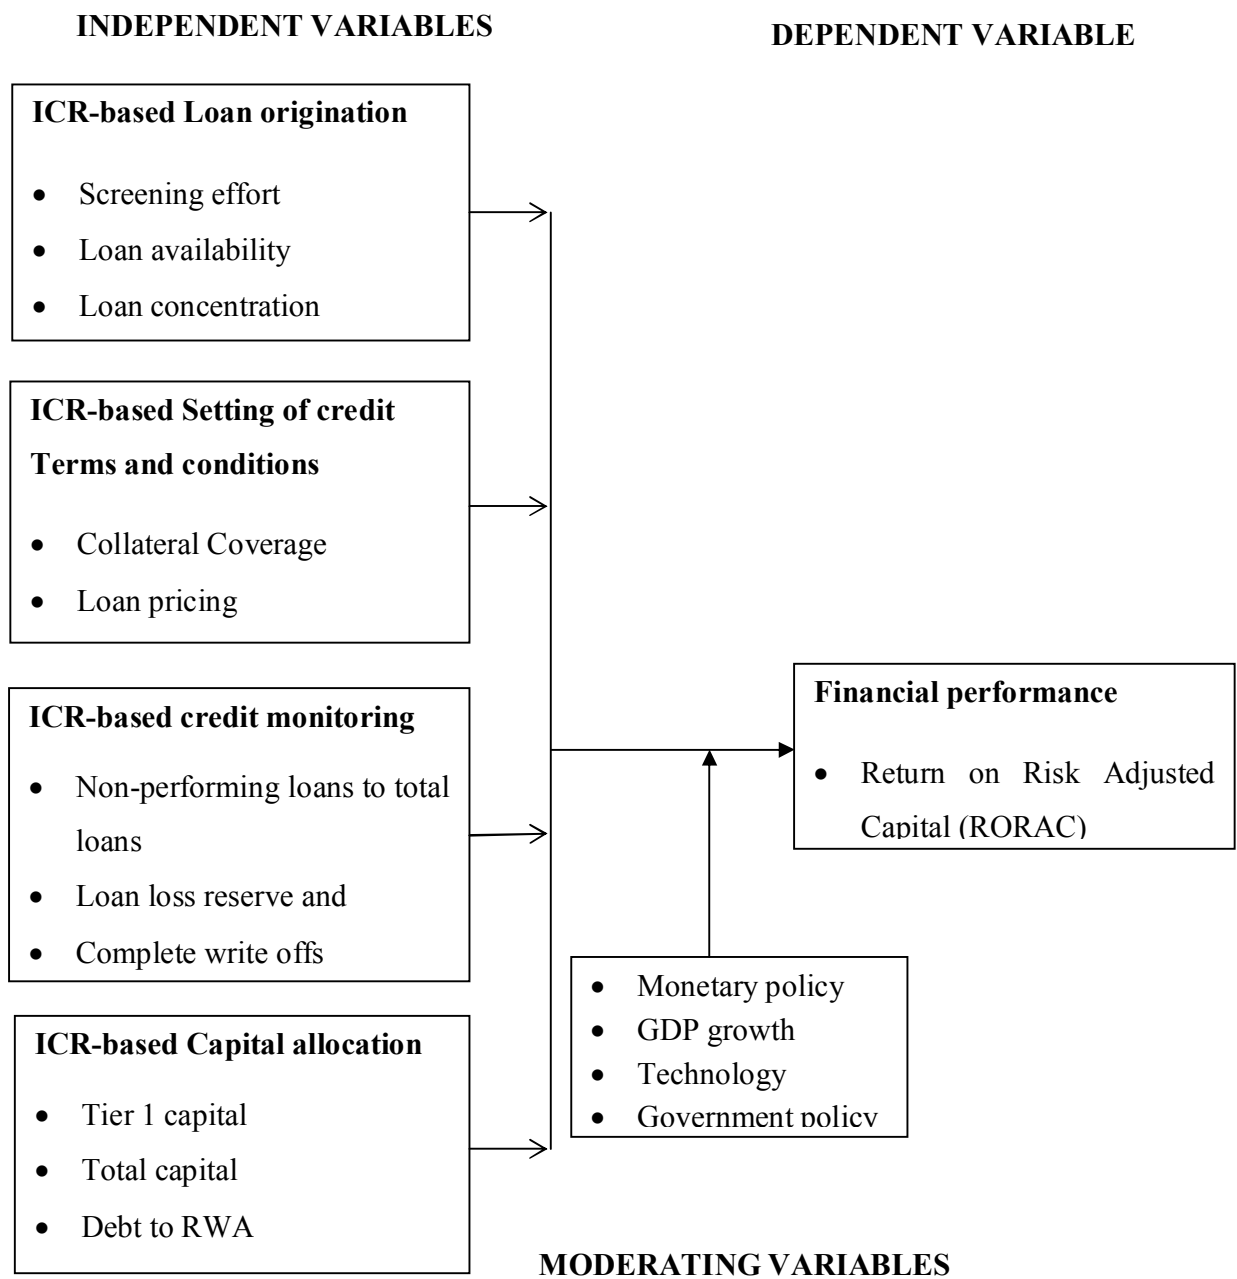 INDEPENDENT VARIABLES
DEPENDENT VARIABLE
ICR-based Loan origination
• Screening effort
• Loan availability
• Loan concentration
ICR-based Setting of credit
Terms and conditions
• Collateral Coverage
• Loan pricing
ICR-based credit monitoring
• Non-performing loans to total
loans
• Loan loss reserve and
• Complete write offs
ICR-based Capital allocation
• Tier 1 capital
• Total capital
• Debt to RWA
Financial performance
• Return on Risk Adjusted
Capital (RORAC)
• Monetary policy
• GDP growth
• Technology
• Government policy
MODERATING VARIABLES